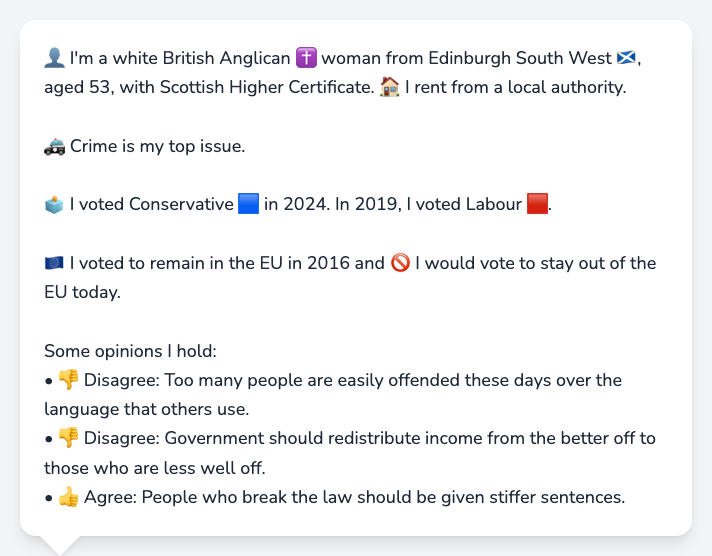 👤 I'm a white British Anglican ✝️ woman from Edinburgh South West 🏴󠁧󠁢󠁳󠁣󠁴󠁿,
aged 53, with Scottish Higher Certificate. 🏠 I rent from a local authority.
🚓 Crime is my top issue.
🗳️ I voted Conservative 🟦 in 2024. In 2019, I voted Labour 🟥.
🇪🇺 I voted to remain in the EU in 2016 and 🚫 I would vote to stay out of the
EU today.
Some opinions I hold:
• 👎 Disagree: Too many people are easily offended these days over the
language that others use.
• 👎 Disagree: Government should redistribute income from the better off to
those who are less well off.
• 👍 Agree: People who break the law should be given stiffer sentences.